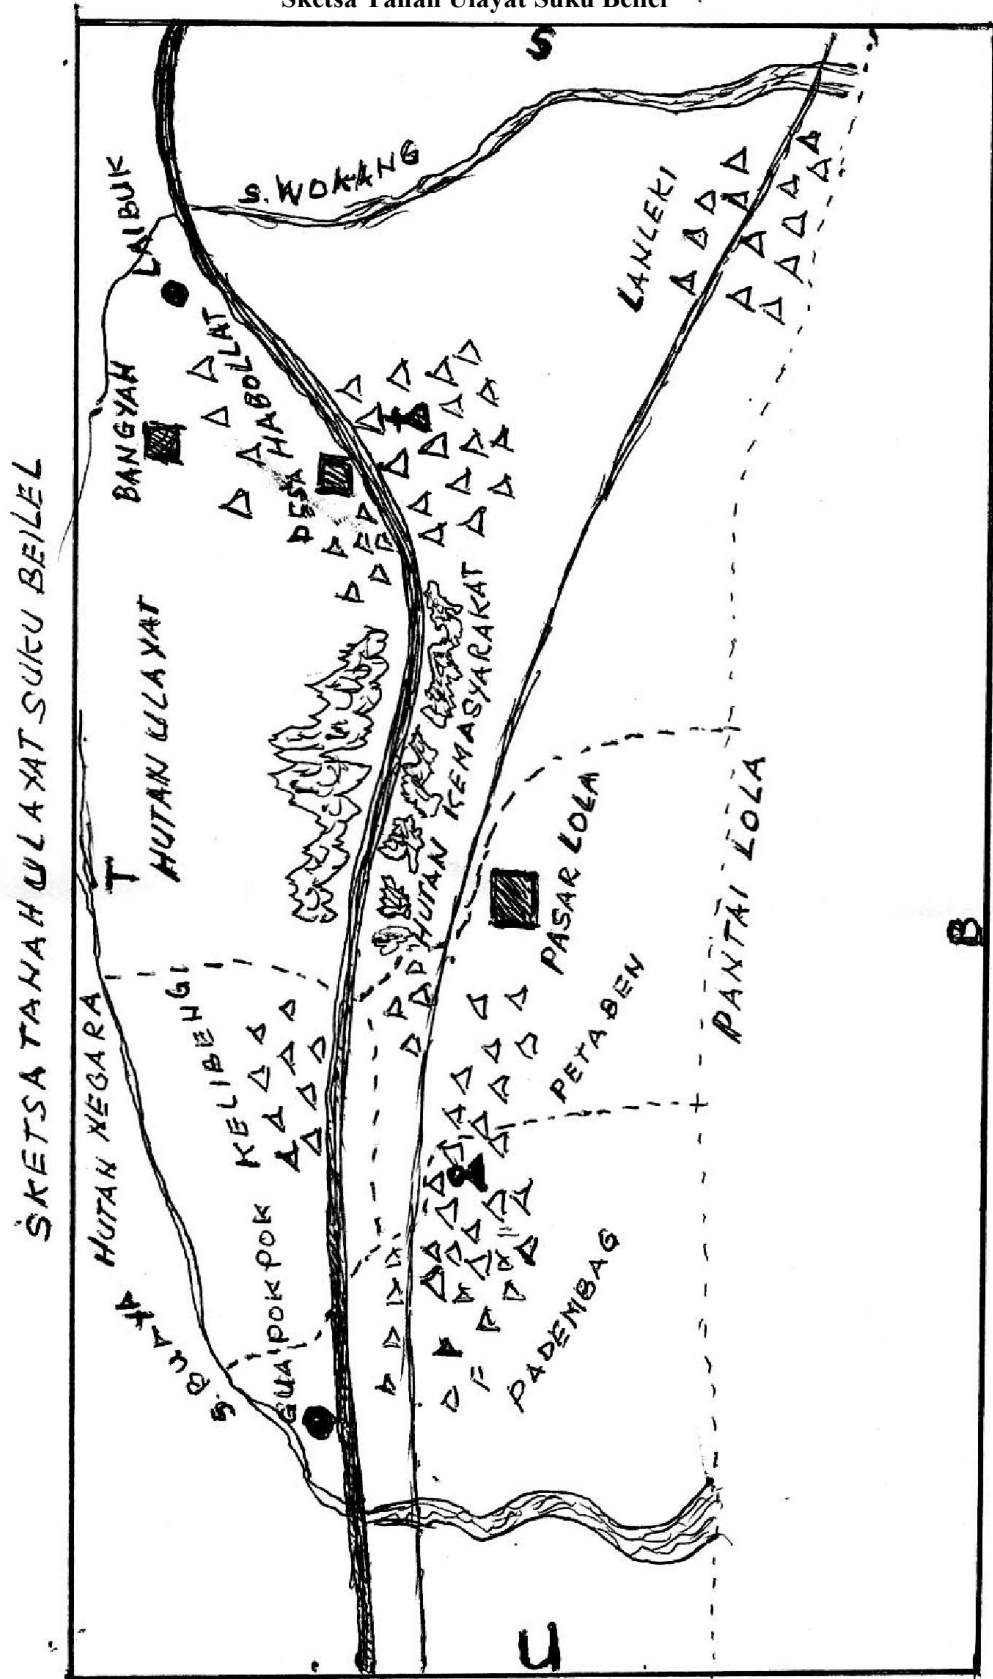 Sketsa Tanah Ulayat Suku Beilel
SKETSA TANAH ULAYAT SUKU BEILEL
S
S. WOKANG
LAIBUK
LANLEKI
BANGYAH
DESA HABOLLAT
HUTAN ULAYAT
HUTAN KEMASYARAKAT
T
PASAR LOLA
PANTAI LOLA
B
HUTAN NEGARA
KELIBENGI
PETABEN
GUA'POKPOK
PADEMBAG
U